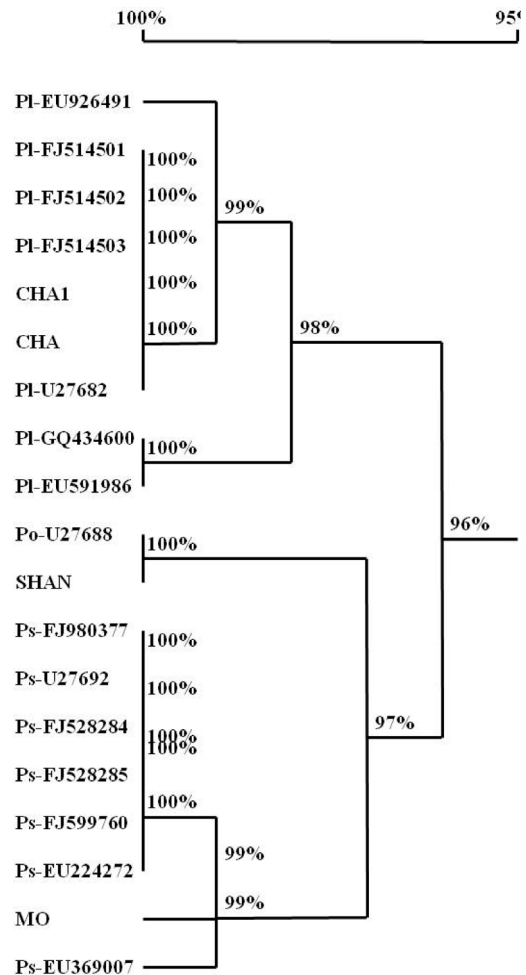 100% 95%
Pl-EU926491
Pl-FJ514501
100%
Pl-FJ514502
100%
99%
Pl-FJ514503
100%
CHA1
100%
CHA
100%
98%
Pl-U27682
Pl-GQ434600
100%
Pl-EU591986
Po-U27688
96%
100%
SHAN
Ps-FJ980377
100%
Ps-U27692
100%
Ps-FJ528284
97%
100%
100%
Ps-FJ528285
100%
Ps-FJ599760
99%
Ps-EU224272
99%
MO
Ps-EU369007